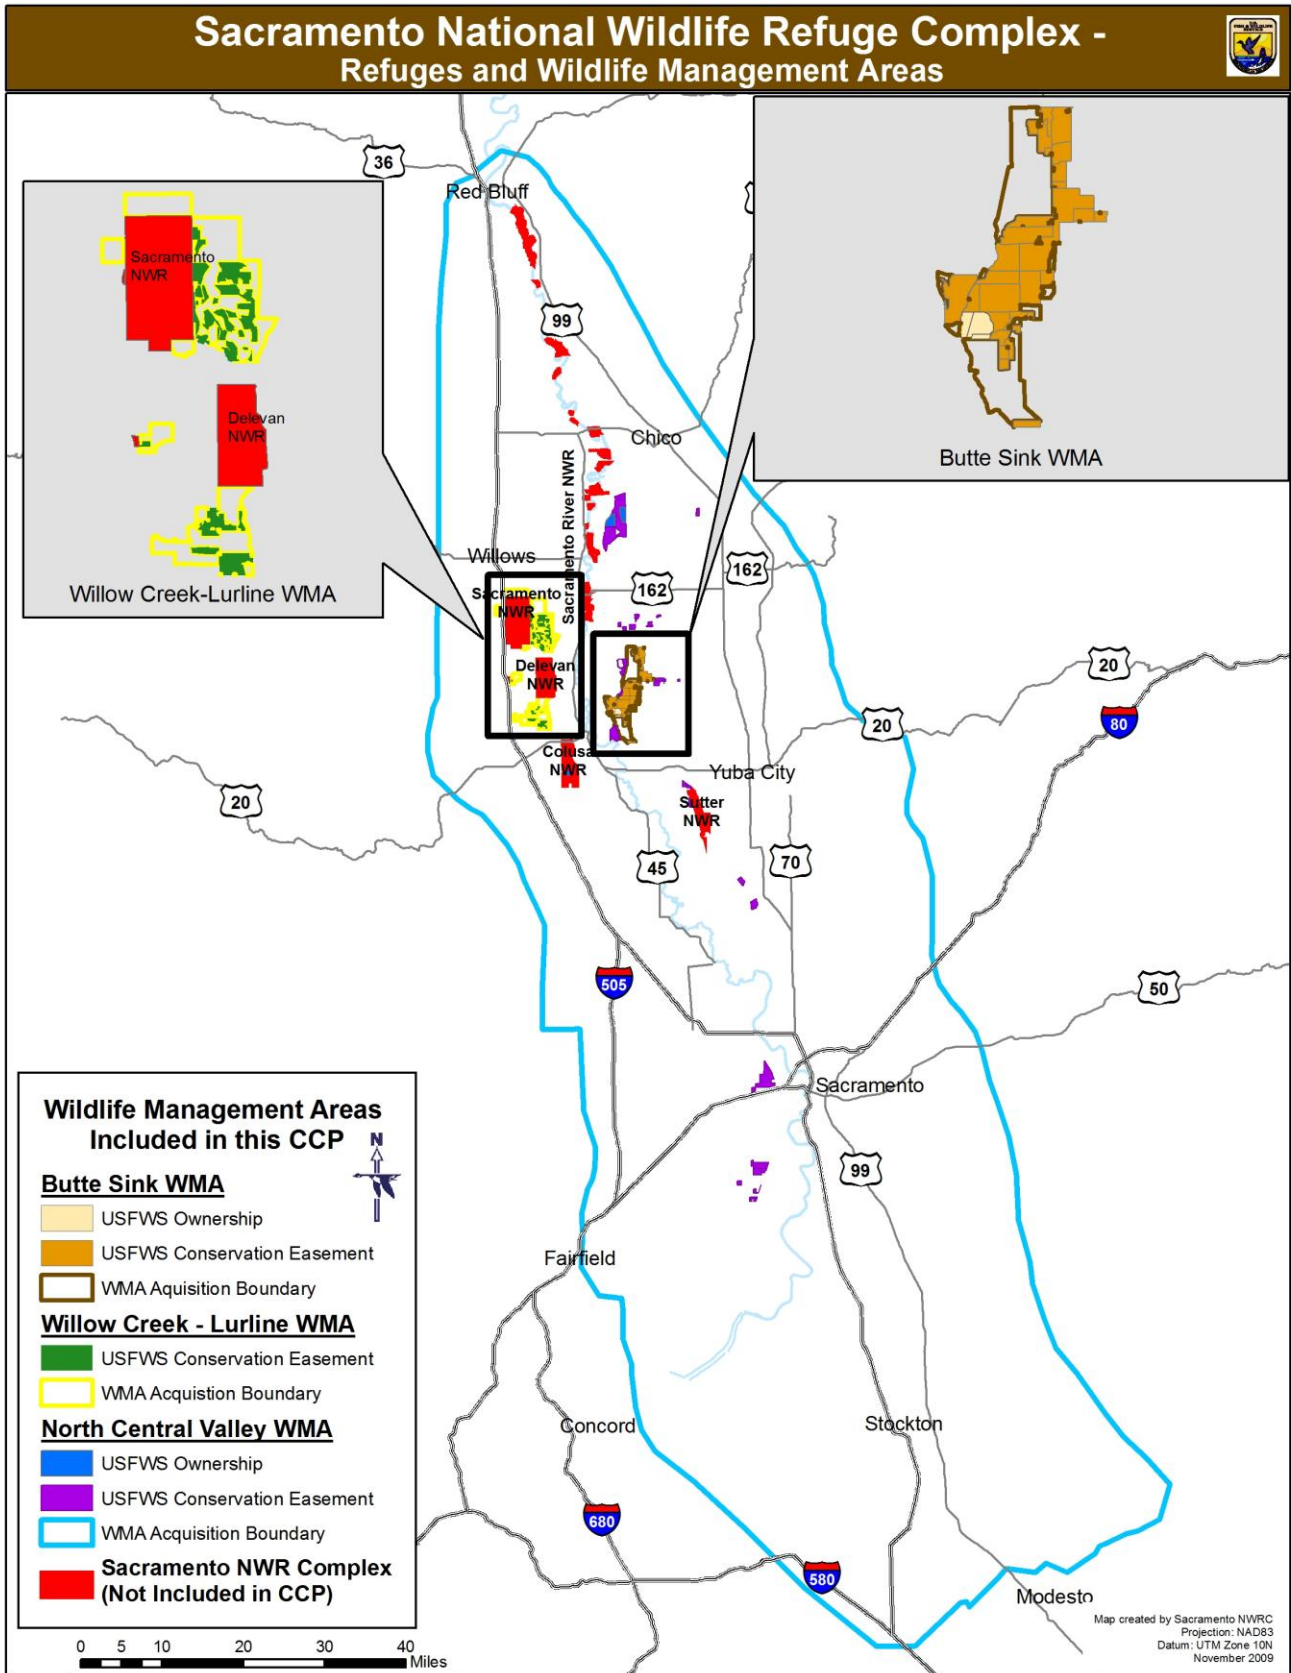 Sacramento National Wildlife Refuge Complex -
Refuges and Wildlife Management Areas
36
Red Bluff
99
Sacramento
NWR
Delevan
NWR
Willow Creek-Lurline WMA
Butte Sink WMA
Chico
Sacramento River NWR
Willows
162
162
Sacramento
NWR
Delevan
NWR
Colusa
NWR
20
20
80
20
Yuba City
Sutter
NWR
45
70
505
50
Sacramento
99
Fairfield
Concord
Stockton
680
580
Modesto
Wildlife Management Areas
Included in this CCP
N
Butte Sink WMA
USFWS Ownership
USFWS Conservation Easement
WMA Aquisition Boundary
Willow Creek - Lurline WMA
USFWS Conservation Easement
WMA Acquistion Boundary
North Central Valley WMA
USFWS Ownership
USFWS Conservation Easement
WMA Acquisition Boundary
Sacramento NWR Complex
(Not Included in CCP)
0 5 10 20 30 40
Miles
Map created by Sacramento NWRC
Projection: NAD83
Datum: UTM Zone 10N
November 2009